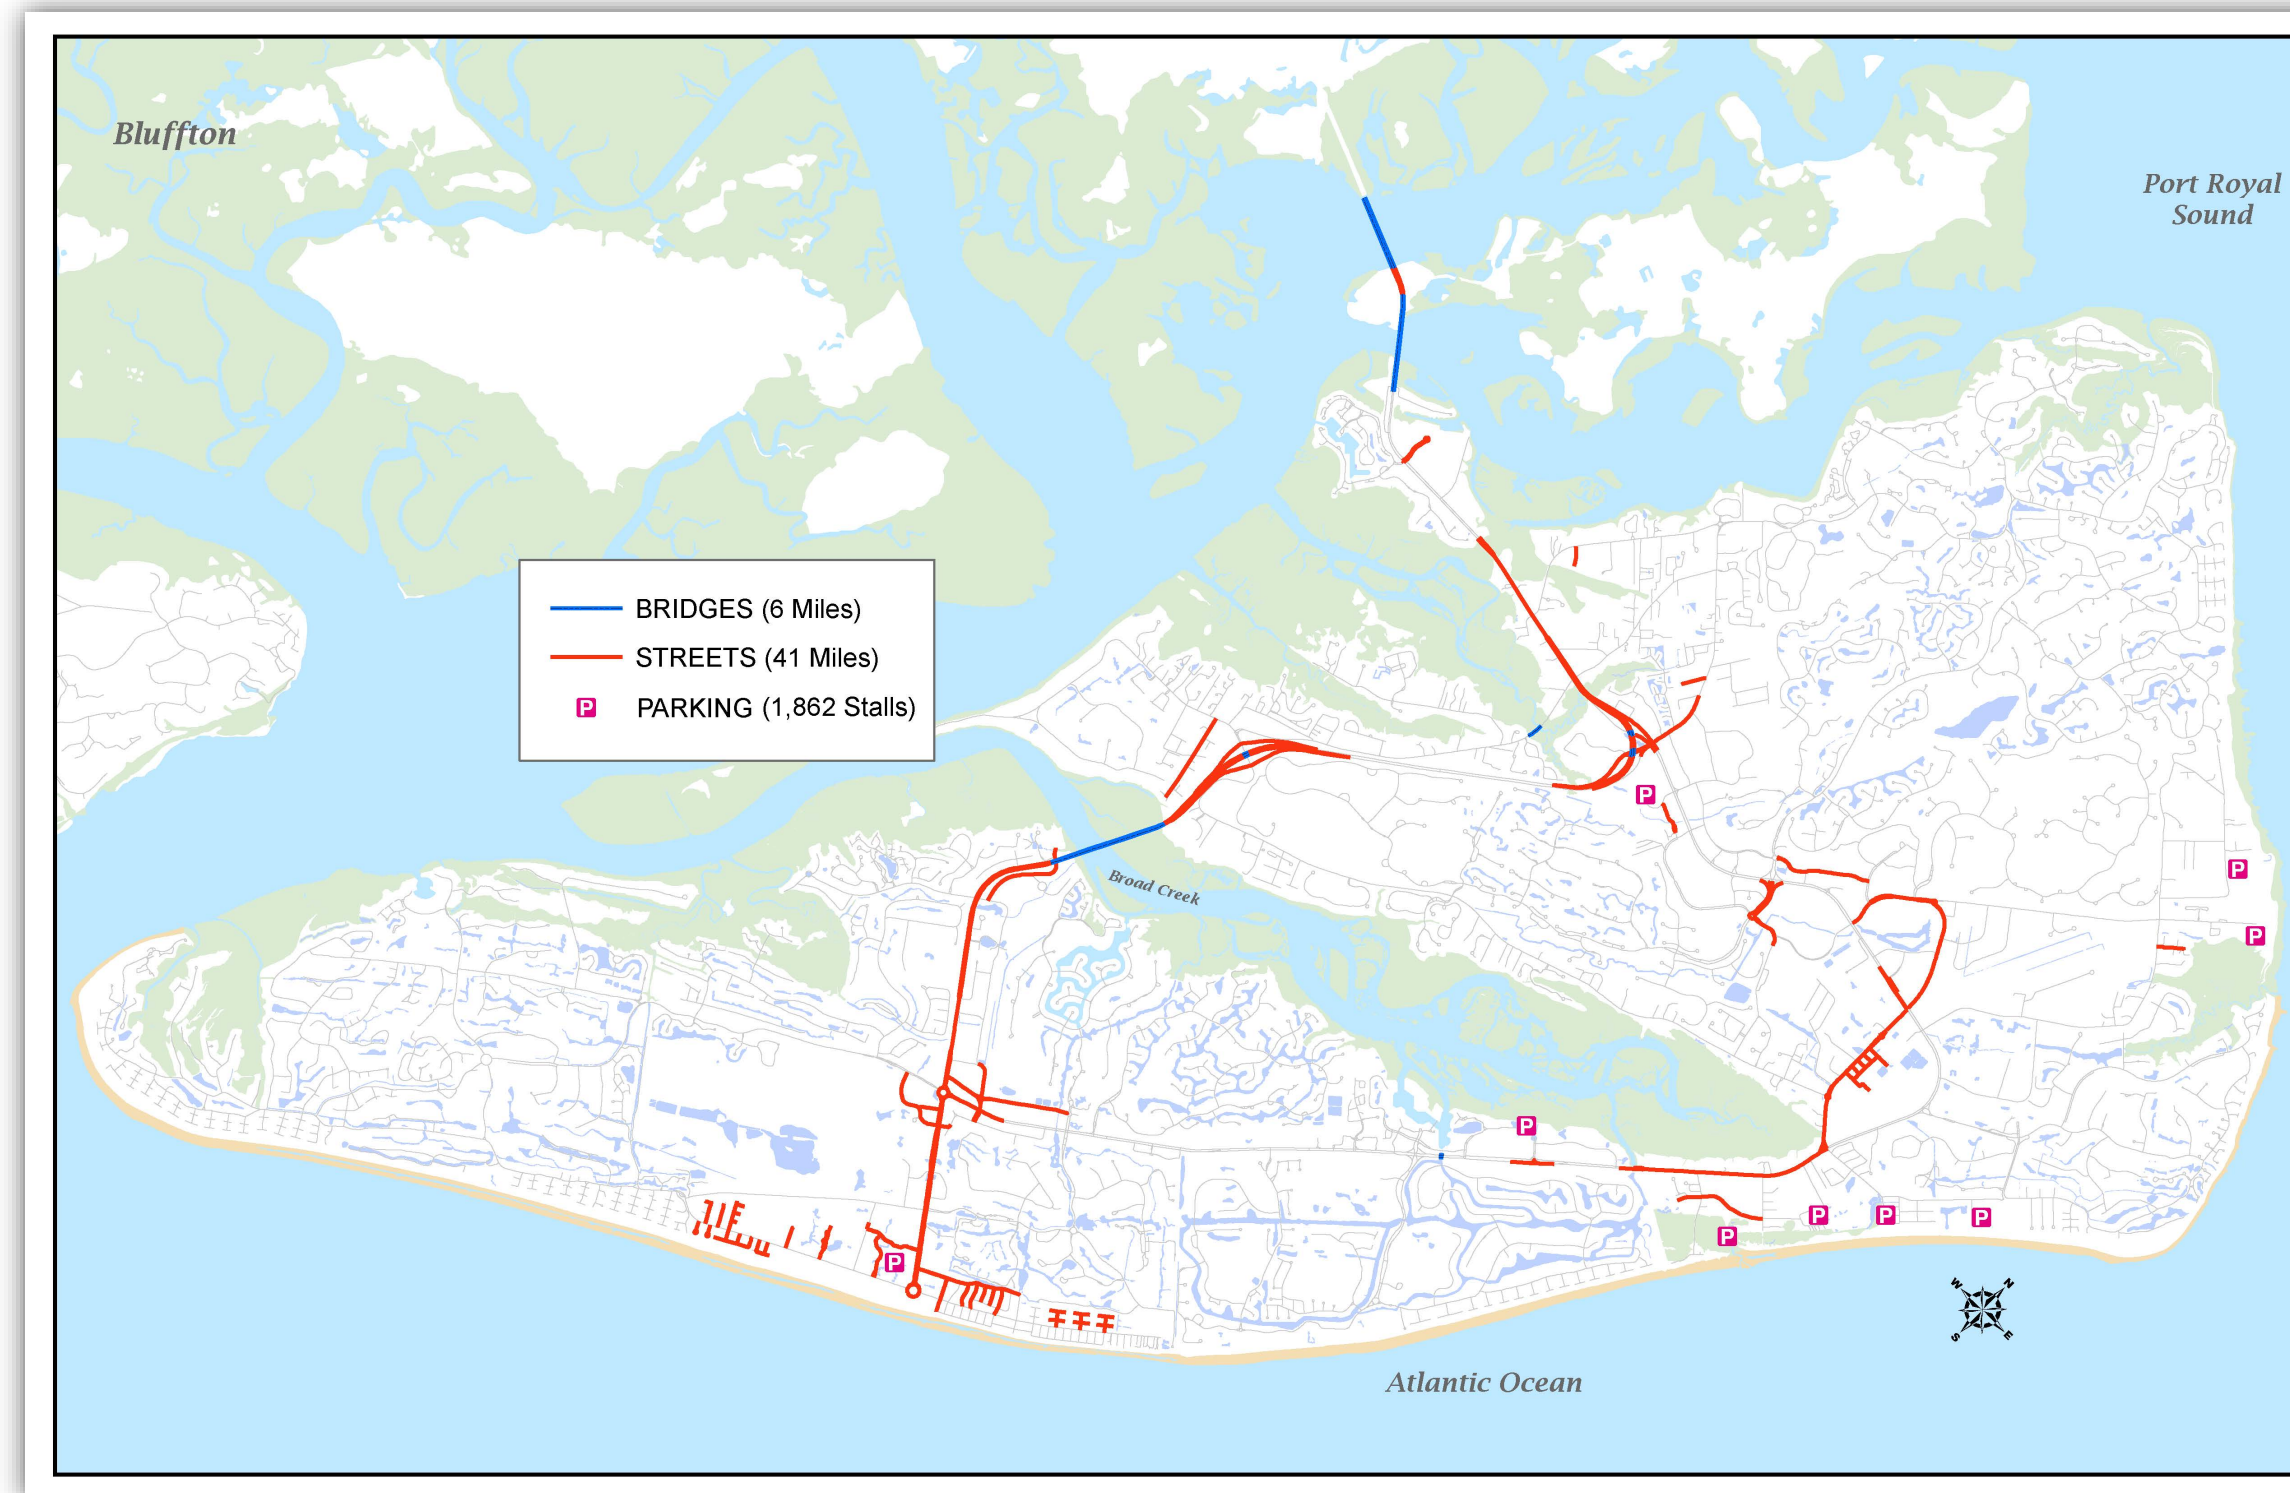 Bluffton
Port Royal
Sound
BRIDGES (6 Miles)
STREETS (41 Miles)
P PARKING (1,862 Stalls)
P
P
Broad Creek
P
P
P
P
P
P
P
W N
S E
Atlantic Ocean